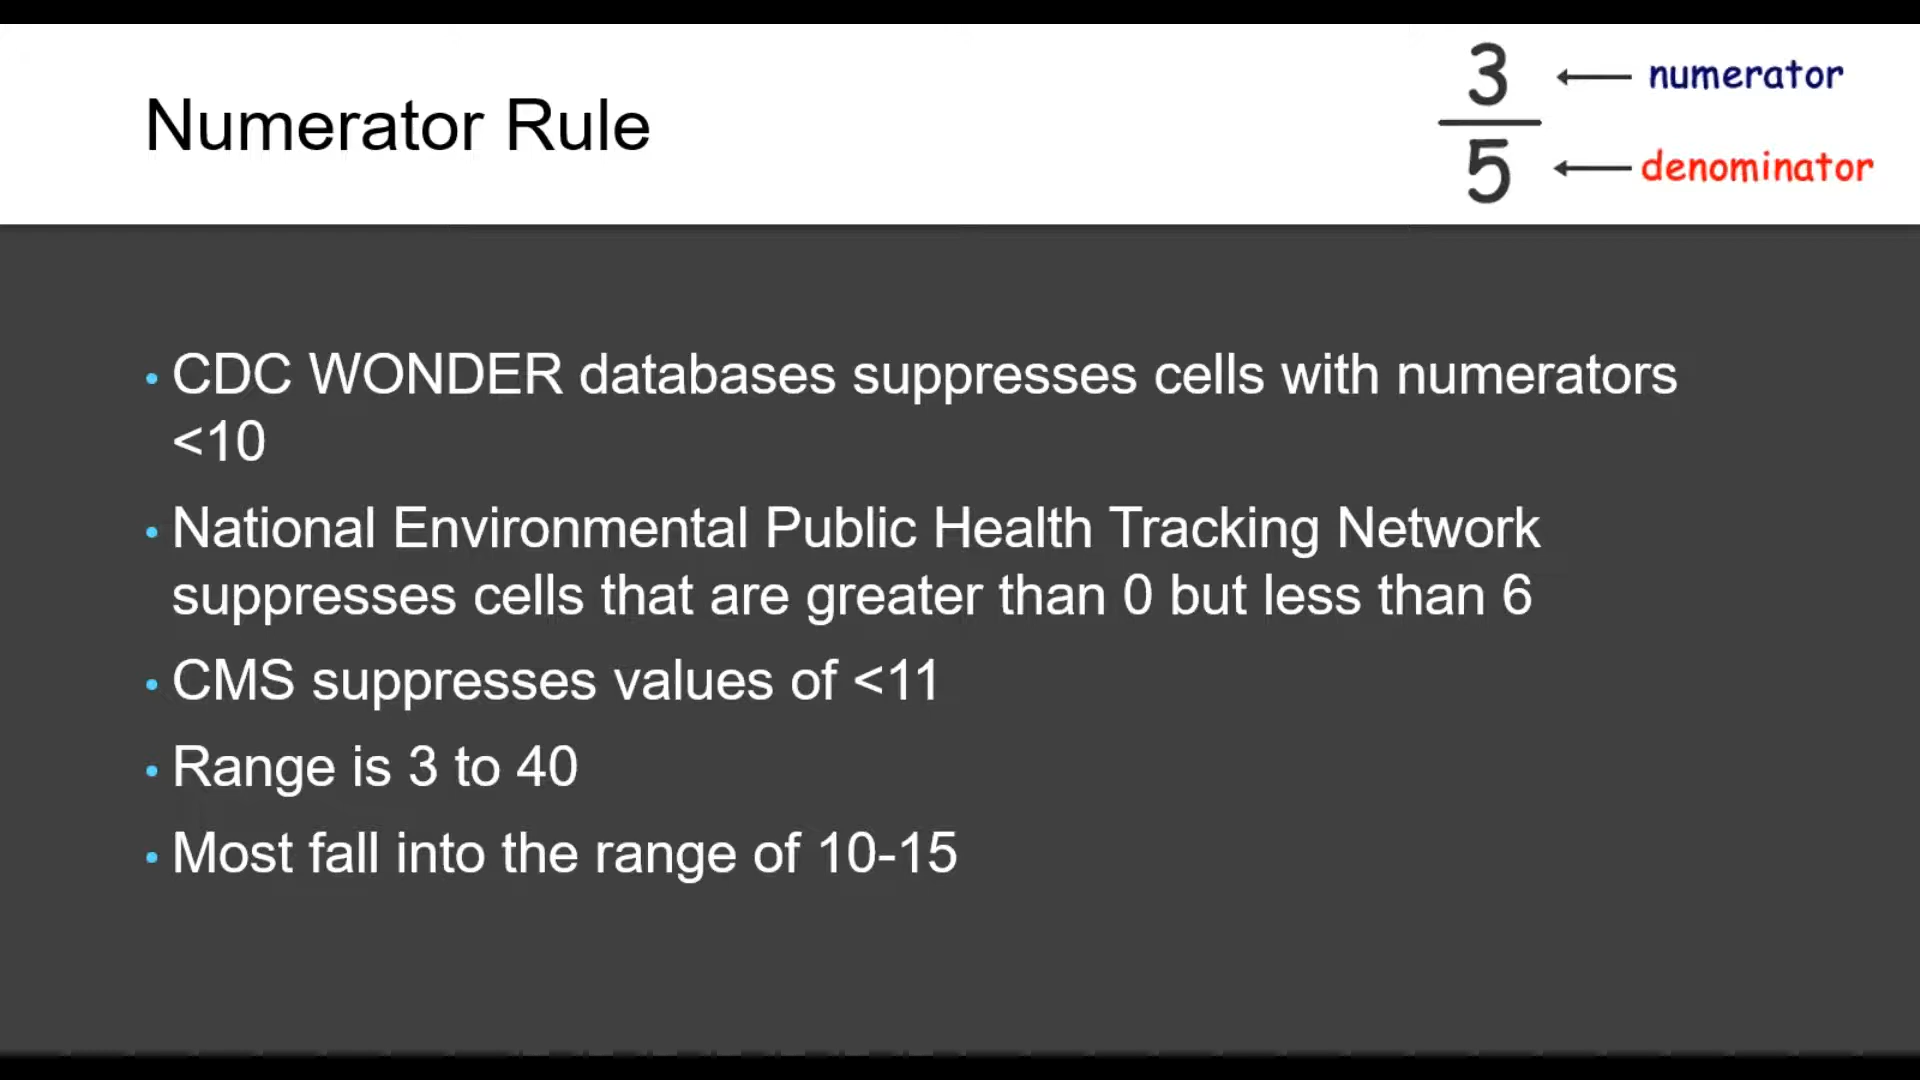 Numerator Rule
3
numerator
5
denominator
• CDC WONDER databases suppresses cells with numerators
<10
• National Environmental Public Health Tracking Network
suppresses cells that are greater than 0 but less than 6
• CMS suppresses values of <11
• Range is 3 to 40
• Most fall into the range of 10-15